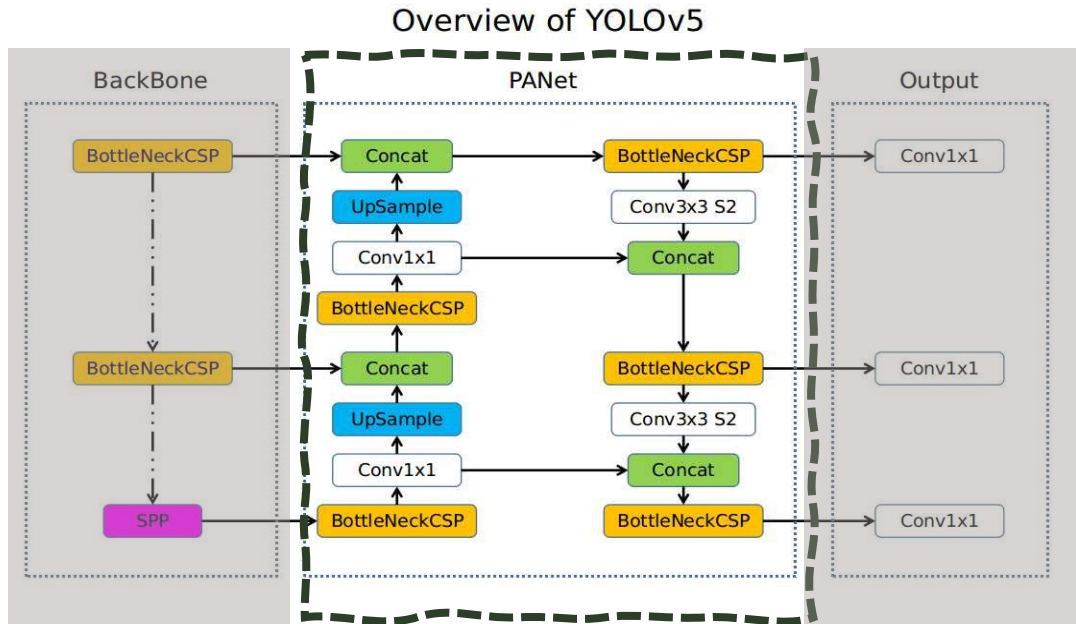 Overview of YOLOv5
BackBone
BottleNeckCSP
BottleNeckCSP
SPP
PANet
Concat
UpSample
Conv1x1
BottleNeckCSP
Concat
UpSample
Conv1x1
BottleNeckCSP
BottleNeckCSP
Conv3x3 S2
Concat
BottleNeckCSP
Conv3x3 S2
Concat
BottleNeckCSP
Output
Conv1x1
Conv1x1
Conv1x1